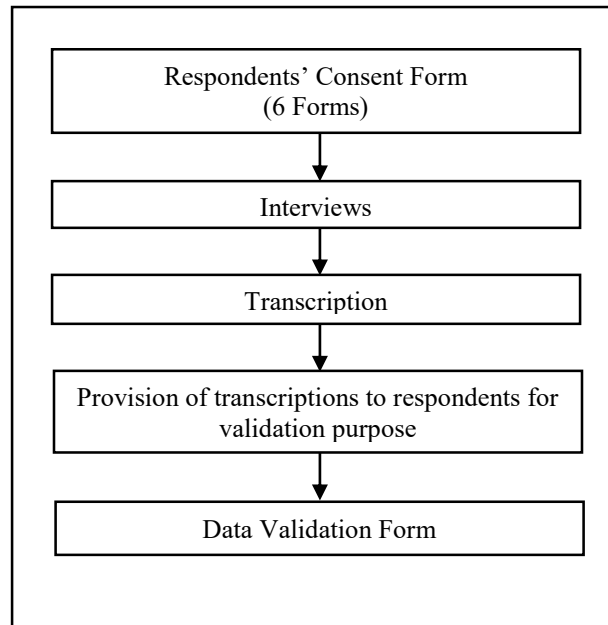 Respondents’ Consent Form
(6 Forms)
Interviews
Transcription
Provision of transcriptions to respondents for
validation purpose
Data Validation Form